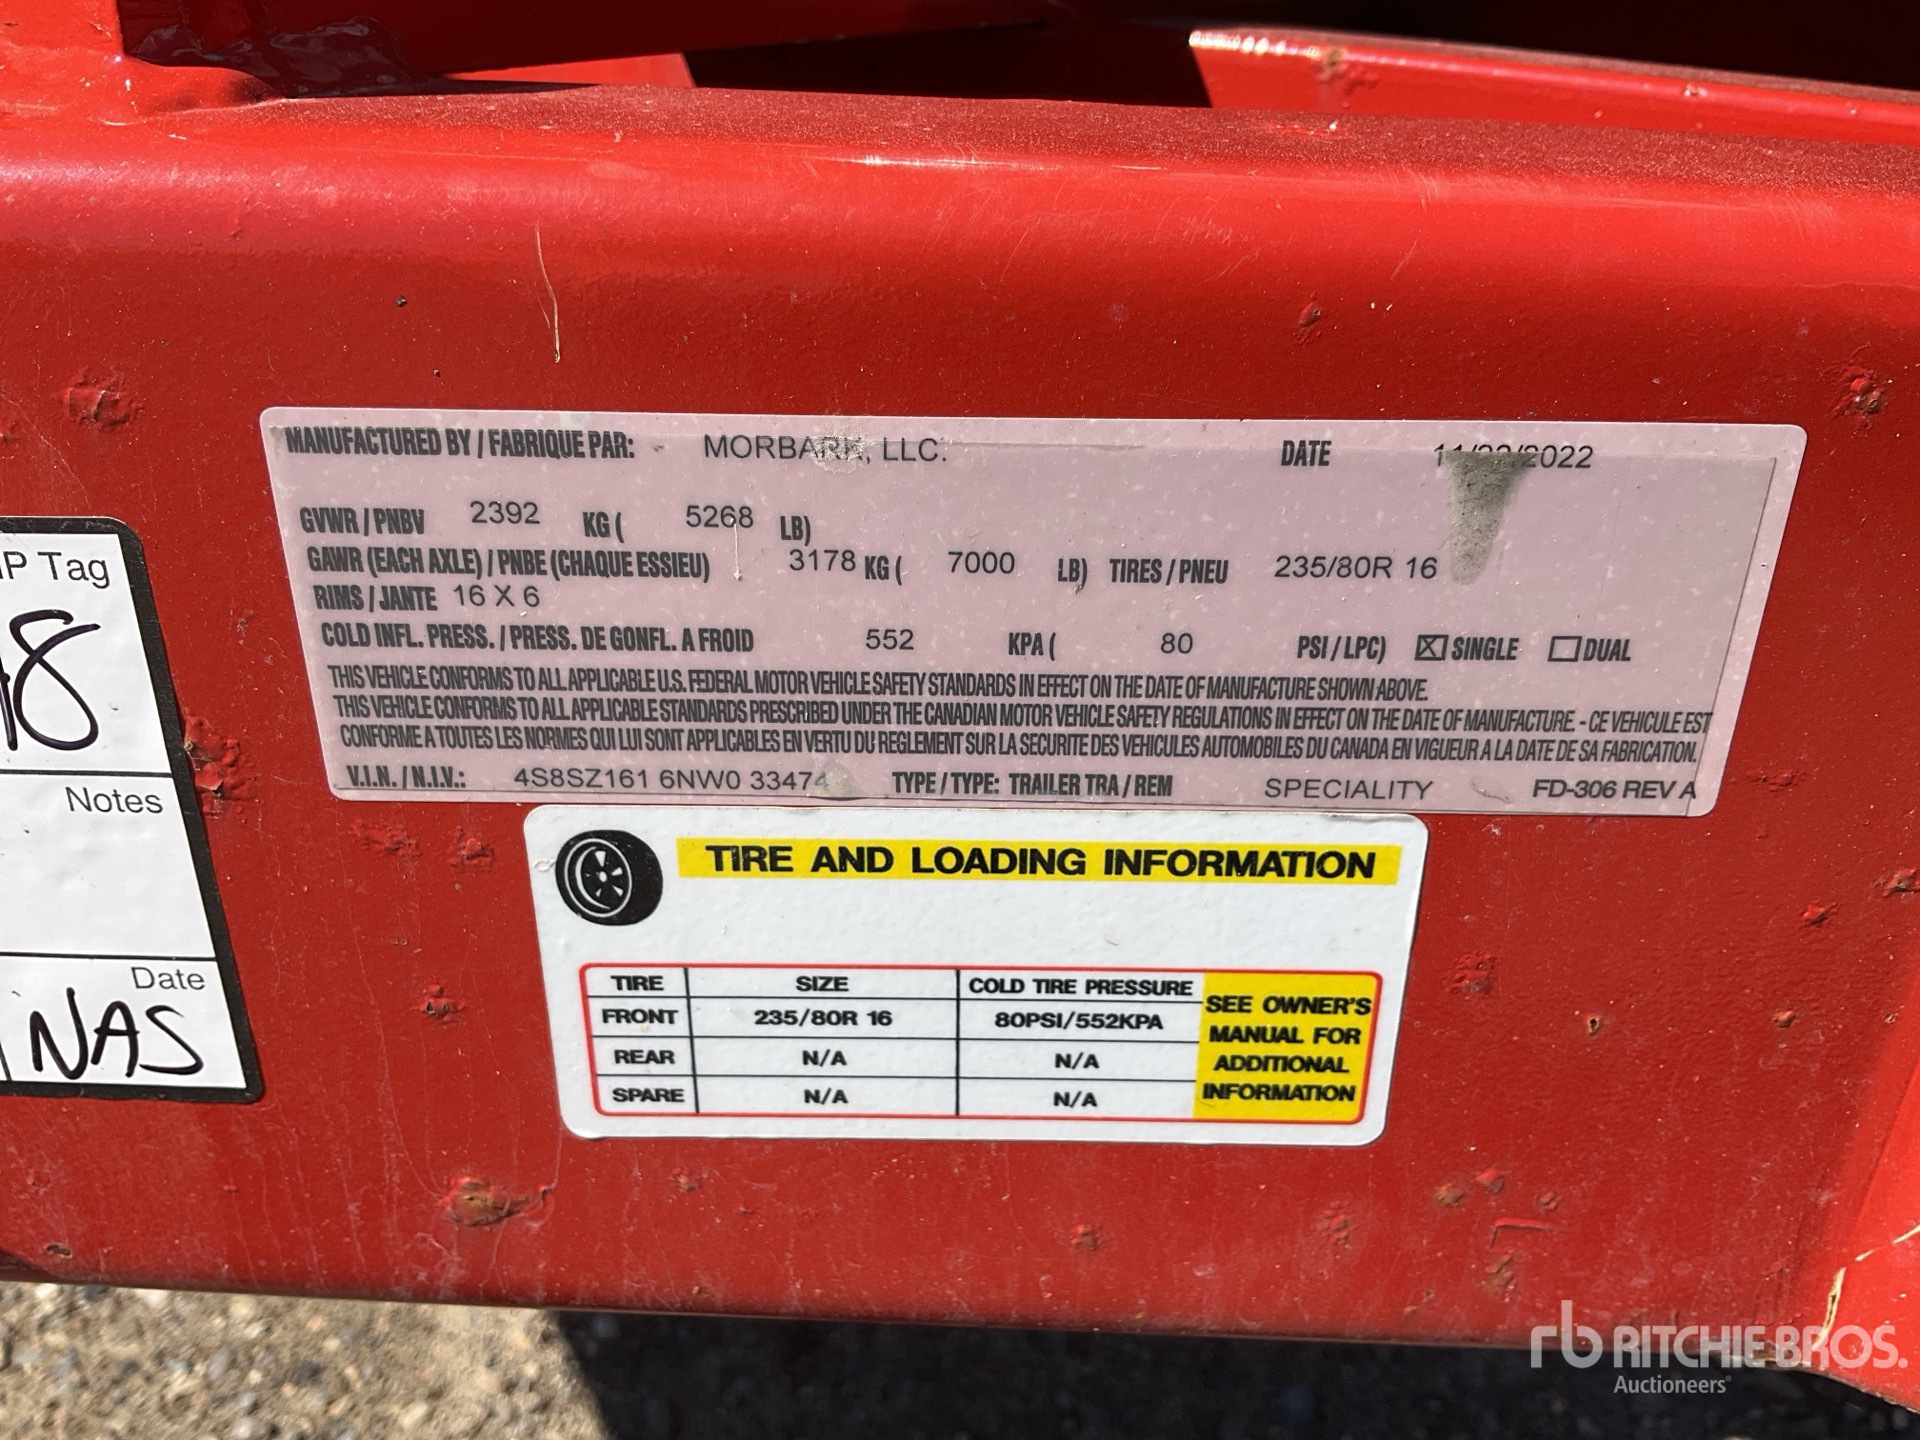 MANUFACTURED BY / FABRIQUE PAR: MORBARK, LLC. DATE 11/22/2022
GVWR / PNBV 2392 KG ( 5268 LB)
GAWR (EACH AXLE) / PNBE (CHAQUE ESSIEU) 3178 KG ( 7000 LB) TIRES / PNEU 235/80R 16
RIMS / JANTE 16 X 6
COLD INFL. PRESS. / PRESS. DE GONFL. A FROID 552 KPA ( 80 PSI / LPC) ☒ SINGLE ☐ DUAL
THIS VEHICLE CONFORMS TO ALL APPLICABLE U.S. FEDERAL MOTOR VEHICLE SAFETY STANDARDS IN EFFECT ON THE DATE OF MANUFACTURE SHOWN ABOVE.
THIS VEHICLE CONFORMS TO ALL APPLICABLE STANDARDS PRESCRIBED UNDER THE CANADIAN MOTOR VEHICLE SAFETY REGULATIONS IN EFFECT ON THE DATE OF MANUFACTURE. - CE VEHICULE EST
CONFORME A TOUTES LES NORMES QUI LUI SONT APPLICABLES EN VERTU DU REGLEMENT SUR LA SECURITE DES VEHICULES AUTOMOBILES DU CANADA EN VIGUEUR A LA DATE DE SA FABRICATION.
V.I.N. / N.I.V.: 4S8SZ161 6NW0 33474 TYPE / TYPE: TRAILER TRA / REM SPECIALITY FD-306 REV A
P Tag
8
Notes
Date
NAS
TIRE AND LOADING INFORMATION
TIRE SIZE COLD TIRE PRESSURE
FRONT 235/80R 16 80PSI/552KPA
REAR N/A N/A
SPARE N/A N/A
SEE OWNER'S
MANUAL FOR
ADDITIONAL
INFORMATION
rb RITCHIE BROS.
Auctioneers